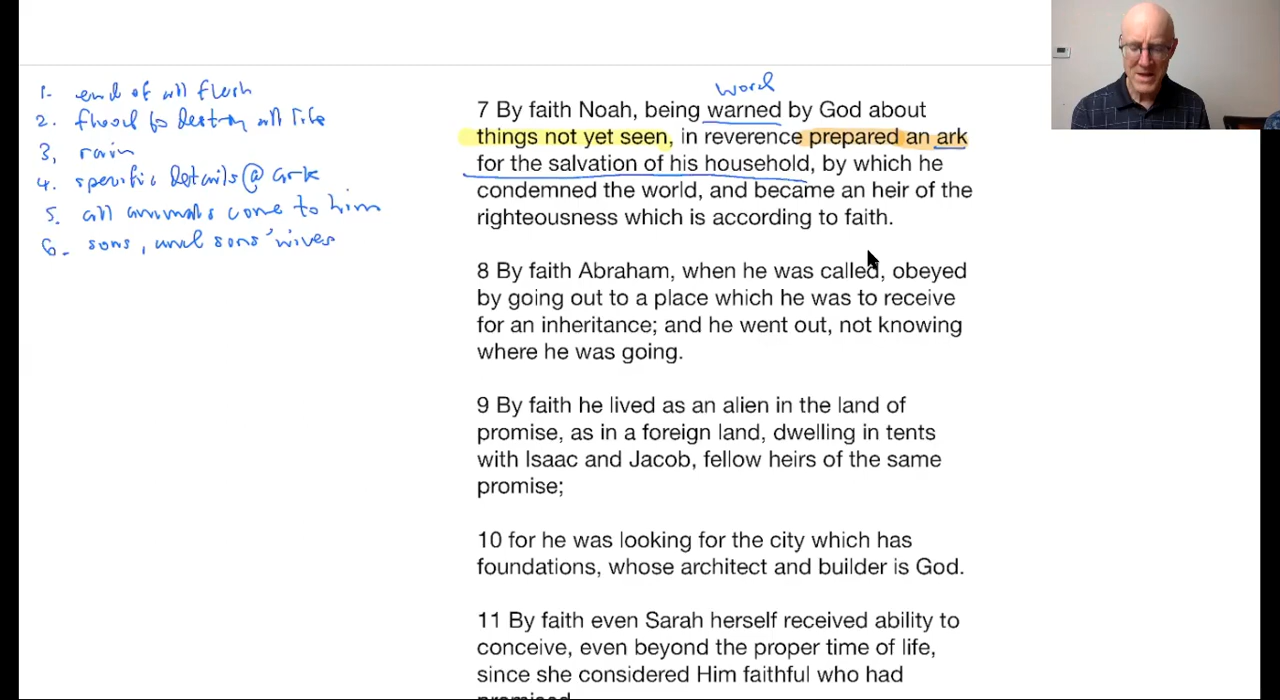 1. end of all flesh
2. flood to destroy all life
3, rain
4. specific details @ ark
5. all animals come to him
6. sons, and sons' wives
word
7 By faith Noah, being warned by God about
things not yet seen, in reverence prepared an ark
for the salvation of his household, by which he
condemned the world, and became an heir of the
righteousness which is according to faith.
8 By faith Abraham, when he was called, obeyed
by going out to a place which he was to receive
for an inheritance; and he went out, not knowing
where he was going.
9 By faith he lived as an alien in the land of
promise, as in a foreign land, dwelling in tents
with Isaac and Jacob, fellow heirs of the same
promise;
10 for he was looking for the city which has
foundations, whose architect and builder is God.
11 By faith even Sarah herself received ability to
conceive, even beyond the proper time of life,
since she considered Him faithful who had
promised